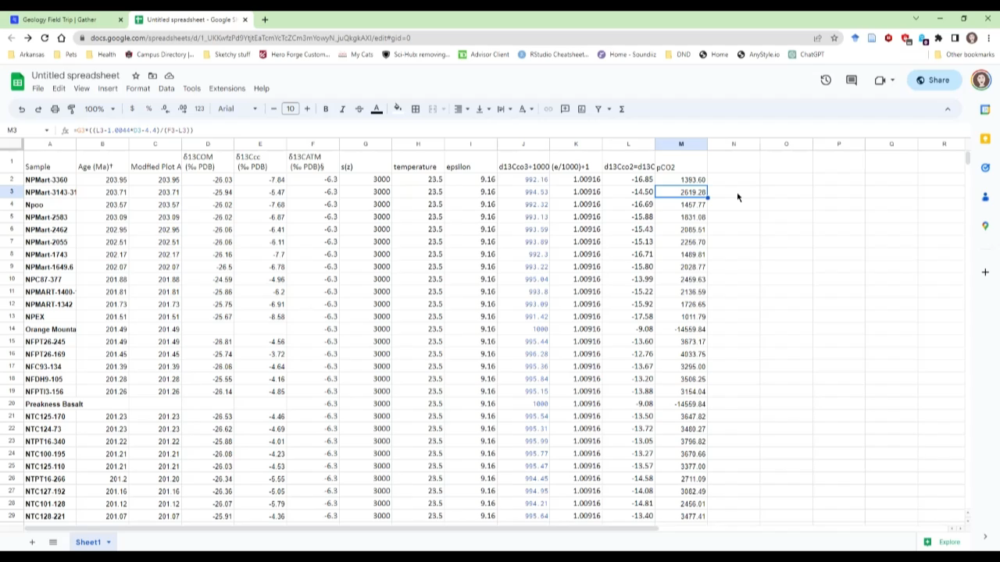 Geology Field Trip | Gather
Untitled spreadsheet - Google S
docs.google.com/spreadsheets/d/1_UKKwfzPd9YtjtEaTcmYcTcZCm3mYowyN_juQkgkAXI/edit#gid=0
Arkansas Pets Health Campus Directory |... Sketchy stuff Hero Forge Custom... My Cats Sci-Hub: removing... Advisor Client RStudio Cheatsheet... Home - Soundiiz DND Home AnyStyle.io ChatGPT Other bookmarks
Untitled spreadsheet
File Edit View Insert Format Data Tools Extensions Help
Share
100% $ % .0 .00 123 Arial 10 B I A
M3 fx =G3*((L3-1.0044*D3-4.4)/(F3-L3))
A B C D E F G H I J K L M N O P Q R
1 Sample Age (Ma)† Modfied Plot A δ13COM (‰ PDB) δ13Ccc (‰ PDB) δ13CATM (‰ PDB)§ s(z) temperature epsilon d13Cco3+1000 (e/1000)+1 d13Cco2=d13C pCO2
2 NPMart-3360 203.95 203.95 -26.03 -7.84 -6.3 3000 23.5 9.16 992.16 1.00916 -16.85 1393.60
3 NPMart-3143-31 203.71 203.71 -25.94 -5.47 -6.3 3000 23.5 9.16 994.53 1.00916 -14.50 2619.28
4 Npoo 203.57 203.57 -26.02 -7.68 -6.3 3000 23.5 9.16 992.32 1.00916 -16.69 1457.77
5 NPMart-2583 203.09 203.09 -26.02 -6.87 -6.3 3000 23.5 9.16 993.13 1.00916 -15.88 1831.08
6 NPMart-2462 202.95 202.95 -26.06 -6.41 -6.3 3000 23.5 9.16 993.59 1.00916 -15.43 2085.51
7 NPMart-2055 202.51 202.51 -26.06 -6.11 -6.3 3000 23.5 9.16 993.89 1.00916 -15.13 2256.70
8 NPMart-1743 202.17 202.17 -26.16 -7.7 -6.3 3000 23.5 9.16 992.3 1.00916 -16.71 1489.81
9 NPMart-1649.6 202.07 202.07 -26.5 -6.78 -6.3 3000 23.5 9.16 993.22 1.00916 -15.80 2028.77
10 NPC87-377 201.88 201.88 -24.59 -4.96 -6.3 3000 23.5 9.16 995.04 1.00916 -13.99 2459.63
11 NPMART-1400- 201.81 201.81 -25.86 -6.2 -6.3 3000 23.5 9.16 993.8 1.00916 -15.22 2136.59
12 NPMART-1342 201.73 201.73 -25.75 -6.91 -6.3 3000 23.5 9.16 993.09 1.00916 -15.92 1726.65
13 NPEX 201.51 201.51 -25.67 -8.58 -6.3 3000 23.5 9.16 991.42 1.00916 -17.58 1011.79
14 Orange Mounta 201.49 201.49 -6.3 3000 23.5 9.16 1000 1.00916 -9.08 -14559.84
15 NFPT26-245 201.49 201.49 -26.81 -4.56 -6.3 3000 23.5 9.16 995.44 1.00916 -13.60 3673.17
16 NFPT26-169 201.45 201.45 -25.74 -3.72 -6.3 3000 23.5 9.16 996.28 1.00916 -12.76 4033.75
17 NFC93-134 201.39 201.39 -26.06 -4.64 -6.3 3000 23.5 9.16 995.36 1.00916 -13.67 3295.00
18 NFDH9-105 201.28 201.28 -25.55 -4.16 -6.3 3000 23.5 9.16 995.84 1.00916 -13.20 3506.25
19 NFPTI3-156 201.26 201.26 -26.14 -4.85 -6.3 3000 23.5 9.16 995.15 1.00916 -13.88 3154.04
20 Preakness Basalt -6.3 3000 23.5 9.16 1000 1.00916 -9.08 -14559.84
21 NTC125-170 201.23 201.23 -26.53 -4.46 -6.3 3000 23.5 9.16 995.54 1.00916 -13.50 3647.82
22 NTC124-73 201.23 201.23 -26.62 -4.69 -6.3 3000 23.5 9.16 995.31 1.00916 -13.72 3480.27
23 NTPT16-340 201.22 201.22 -25.88 -4.01 -6.3 3000 23.5 9.16 995.99 1.00916 -13.05 3796.82
24 NTC100-195 201.21 201.21 -26.08 -4.23 -6.3 3000 23.5 9.16 995.77 1.00916 -13.27 3670.66
25 NTC125-110 201.21 201.21 -26.03 -4.53 -6.3 3000 23.5 9.16 995.47 1.00916 -13.57 3377.00
26 NTPT16-266 201.2 201.20 -26.34 -5.55 -6.3 3000 23.5 9.16 994.45 1.00916 -14.58 2711.09
27 NTC127-192 201.16 201.16 -26.36 -5.05 -6.3 3000 23.5 9.16 994.95 1.00916 -14.08 3082.49
28 NTC101-128 201.12 201.12 -26.07 -5.79 -6.3 3000 23.5 9.16 994.21 1.00916 -14.81 2456.01
29 NTC128-221 201.07 201.07 -25.91 -4.36 -6.3 3000 23.5 9.16 995.64 1.00916 -13.40 3477.41
Sheet1 Explore